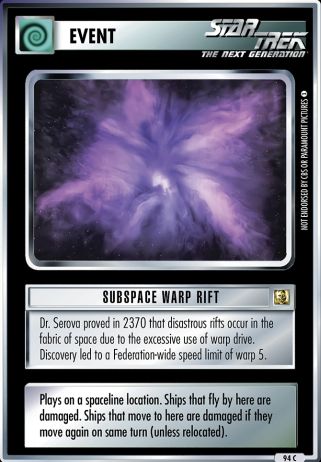 EVENT
STAR TREK
THE NEXT GENERATION
NOT ENDORSED BY CBS OR PARAMOUNT PICTURES
SUBSPACE WARP RIFT
Dr. Serova proved in 2370 that disastrous rifts occur in the
fabric of space due to the excessive use of warp drive.
Discovery led to a Federation-wide speed limit of warp 5.
Plays on a spaceline location. Ships that fly by here are
damaged. Ships that move to here are damaged if they
move again on same turn (unless relocated).
94 C